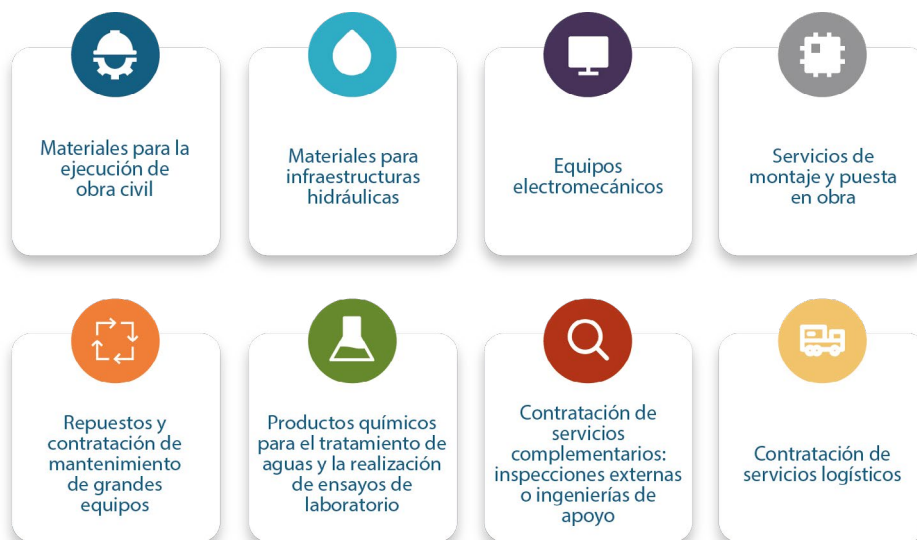 Materiales para la
ejecución de
obra civil
Materiales para
infraestructuras
hidráulicas
Equipos
electromecánicos
Servicios de
montaje y puesta
en obra
Repuestos y
contratación de
mantenimiento
de grandes
equipos
Productos químicos
para el tratamiento de
aguas y la realización
de ensayos de
laboratorio
Contratación de
servicios
complementarios:
inspecciones externas
o ingenierías de
apoyo
Contratación de
servicios logísticos